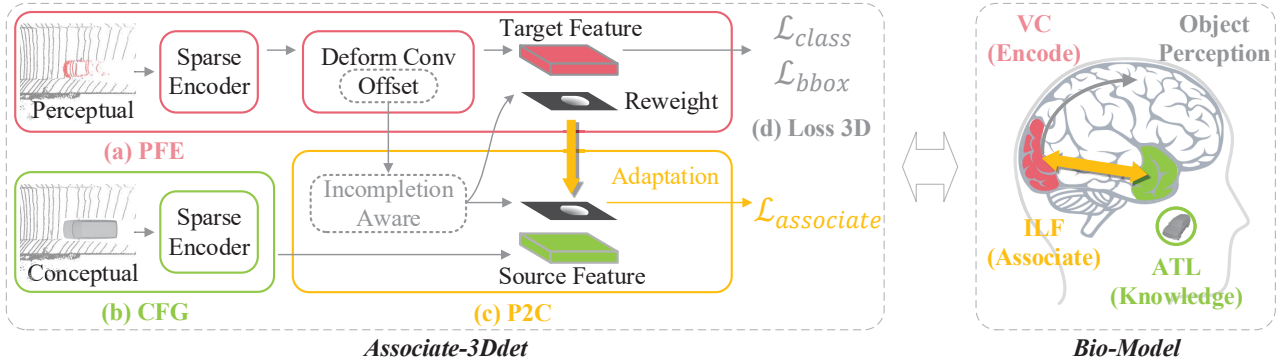 Perceptual
Sparse
Encoder
Deform Conv
Offset
Target Feature
Reweight
(a) PFE
ℒclass
ℒbbox
(d) Loss 3D
Conceptual
Sparse
Encoder
(b) CFG
Incompletion
Aware
Adaptation
Source Feature
(c) P2C
ℒassociate
Associate-3Ddet
VC
(Encode)
Object
Perception
ILF
(Associate)
ATL
(Knowledge)
Bio-Model